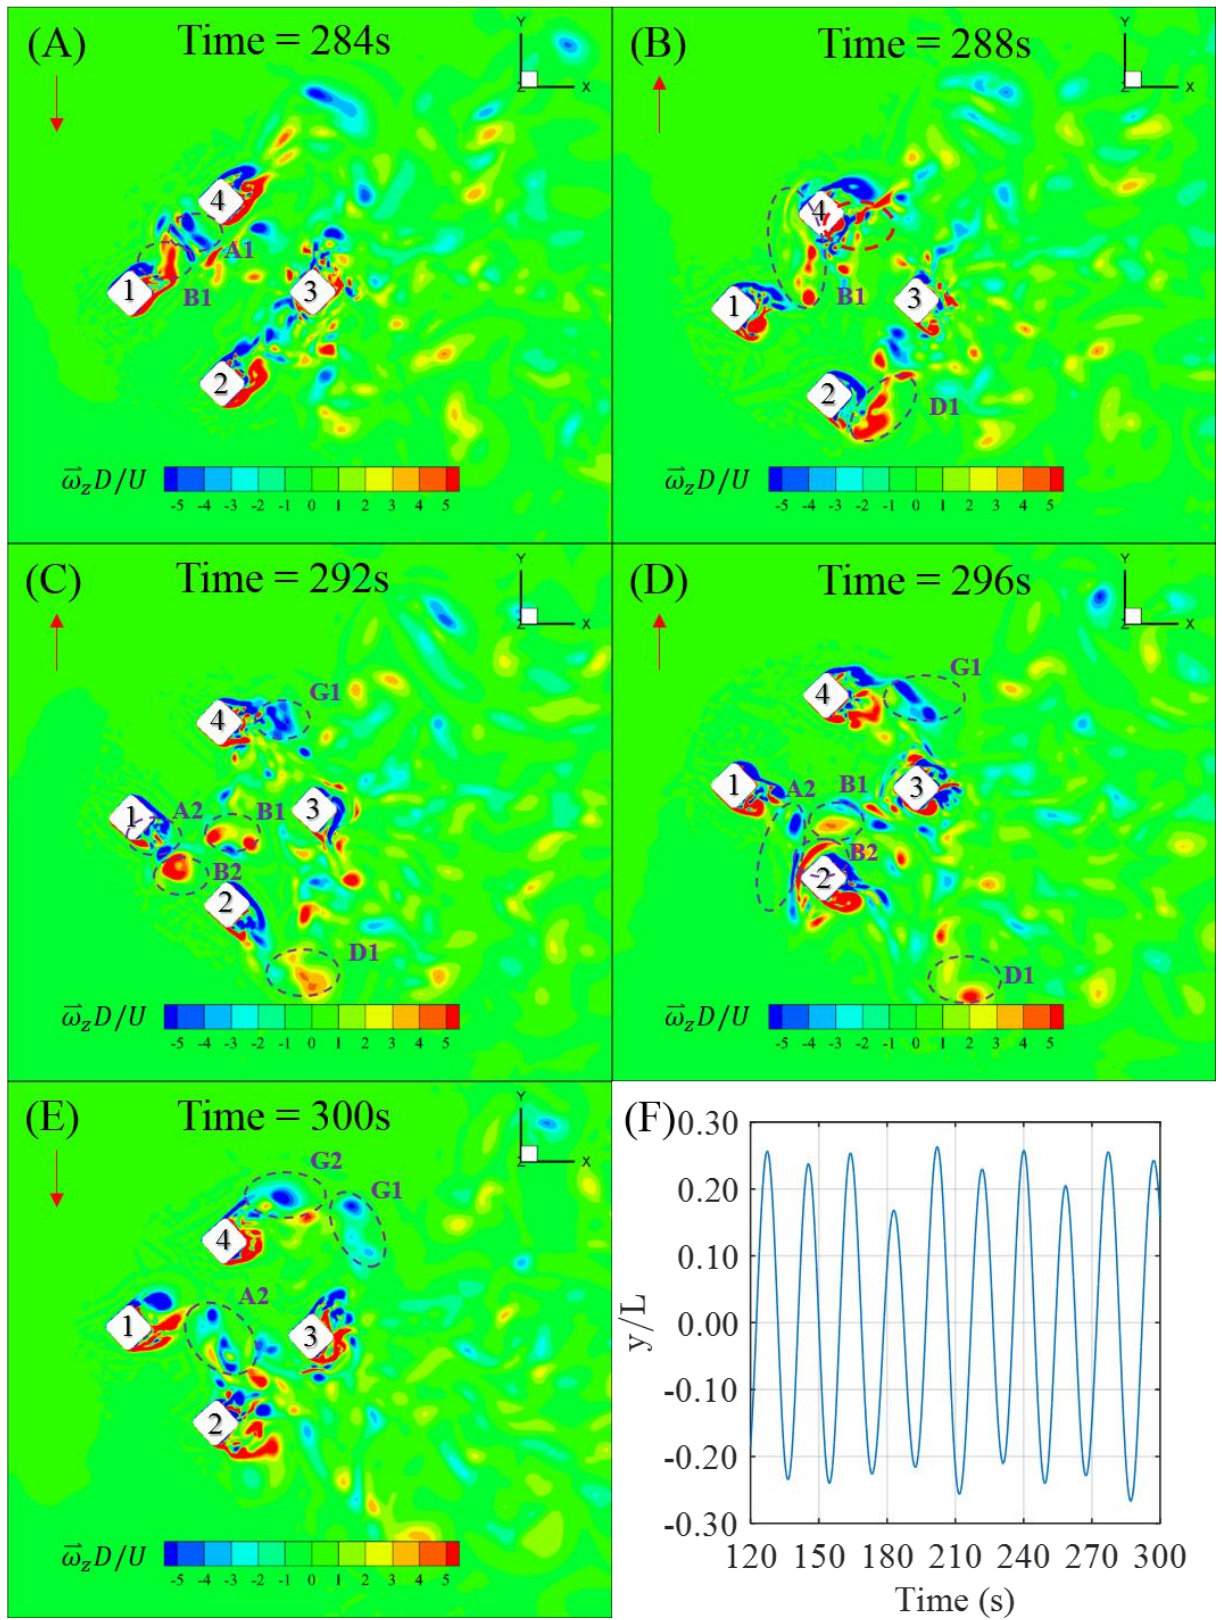 (A) Time = 284s
Y
Z X
4
A1
1 B1
3
2
ω⃗_z D/U
-5 -4 -3 -2 -1 0 1 2 3 4 5
(B) Time = 288s
Y
Z X
4
B1
1
3
2 D1
-5 -4 -3 -2 -1 0 1 2 3 4 5
(C) Time = 292s
Y
Z X
G1
4
1 A2 B1 3
B2
2
D1
ω⃗_z D/U
-5 -4 -3 -2 -1 0 1 2 3 4 5
(D) Time = 296s
Y
Z X
G1
4
1 A2 B1 3
B2
2
D1
-5 -4 -3 -2 -1 0 1 2 3 4 5
(E) Time = 300s
Y
Z X
G2
G1
4
A2
1 3
2
ω⃗_z D/U
-5 -4 -3 -2 -1 0 1 2 3 4 5
(F)
0.30
0.20
0.10
0.00
-0.10
-0.20
-0.30
y/L
120 150 180 210 240 270 300
Time (s)